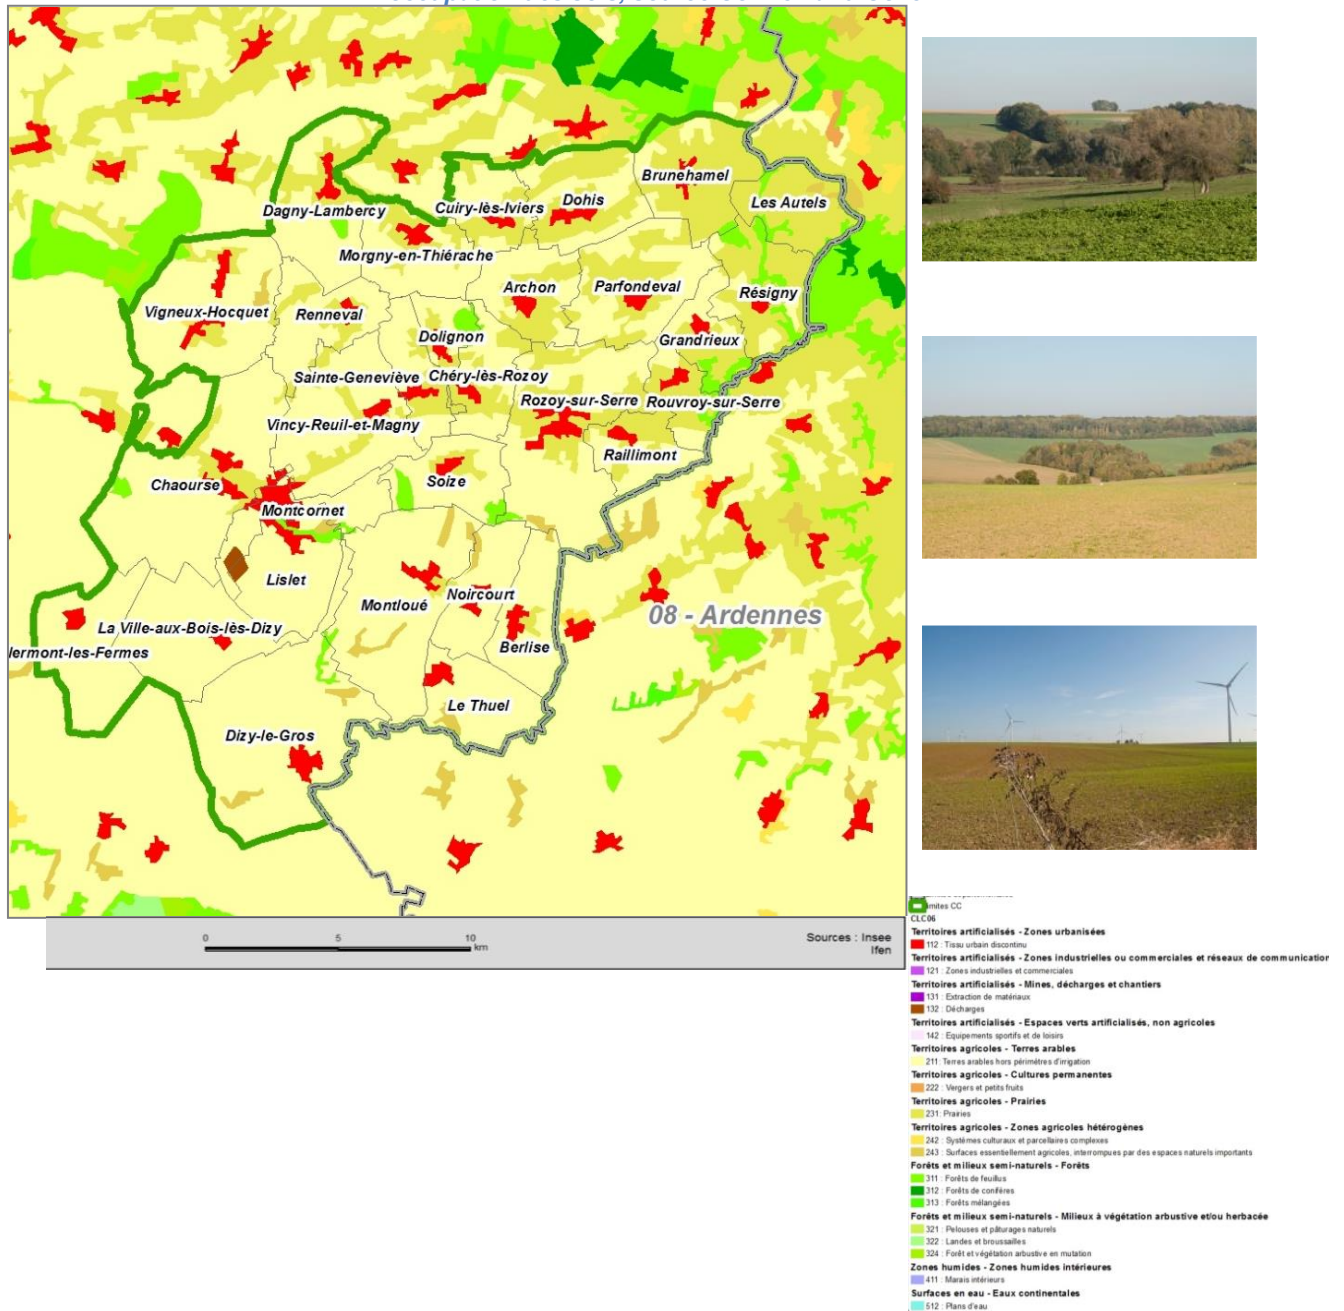 Brunehamel
Les Autels
Dagny-Lambercy
Cuiry-lès-Iviers
Dohis
Morgny-en-Thiérache
Archon
Parfondeval
Résigny
Vigneux-Hocquet
Renneval
Dolignon
Grandrieux
Sainte-Geneviève
Chéry-lès-Rozoy
Rozoy-sur-Serre
Rouvroy-sur-Serre
Vincy-Reuil-et-Magny
Raillimont
Chaourse
Soize
Montcornet
Lislet
Montloué
Noircourt
08 - Ardennes
La Ville-aux-Bois-lès-Dizy
Berlise
lermont-les-Fermes
Le Thuel
Dizy-le-Gros
0 5 10
km
Sources : Insee
Ifen
mites CC
CLC06
Territoires artificialisés - Zones urbanisées
112 : Tissu urbain discontinu
Territoires artificialisés - Zones industrielles ou commerciales et réseaux de communication
121 : Zones industrielles et commerciales
Territoires artificialisés - Mines, décharges et chantiers
131 : Extraction de matériaux
132 : Décharges
Territoires artificialisés - Espaces verts artificialisés, non agricoles
142 : Equipements sportifs et de loisirs
Territoires agricoles - Terres arables
211 : Terres arables hors périmètres d'irrigation
Territoires agricoles - Cultures permanentes
222 : Vergers et petits fruits
Territoires agricoles - Prairies
231: Prairies
Territoires agricoles - Zones agricoles hétérogènes
242 : Systèmes culturaux et parcellaires complexes
243 : Surfaces essentiellement agricoles, interrompues par des espaces naturels importants
Forêts et milieux semi-naturels - Forêts
311 : Forêts de feuillus
312 : Forêts de conifères
313 : Forêts mélangées
Forêts et milieux semi-naturels - Milieux à végétation arbustive et/ou herbacée
321 : Pelouses et pâturages naturels
322 : Landes et broussailles
324 : Forêt et végétation arbustive en mutation
Zones humides - Zones humides intérieures
411 : Marais intérieurs
Surfaces en eau - Eaux continentales
512 : Plans d'eau